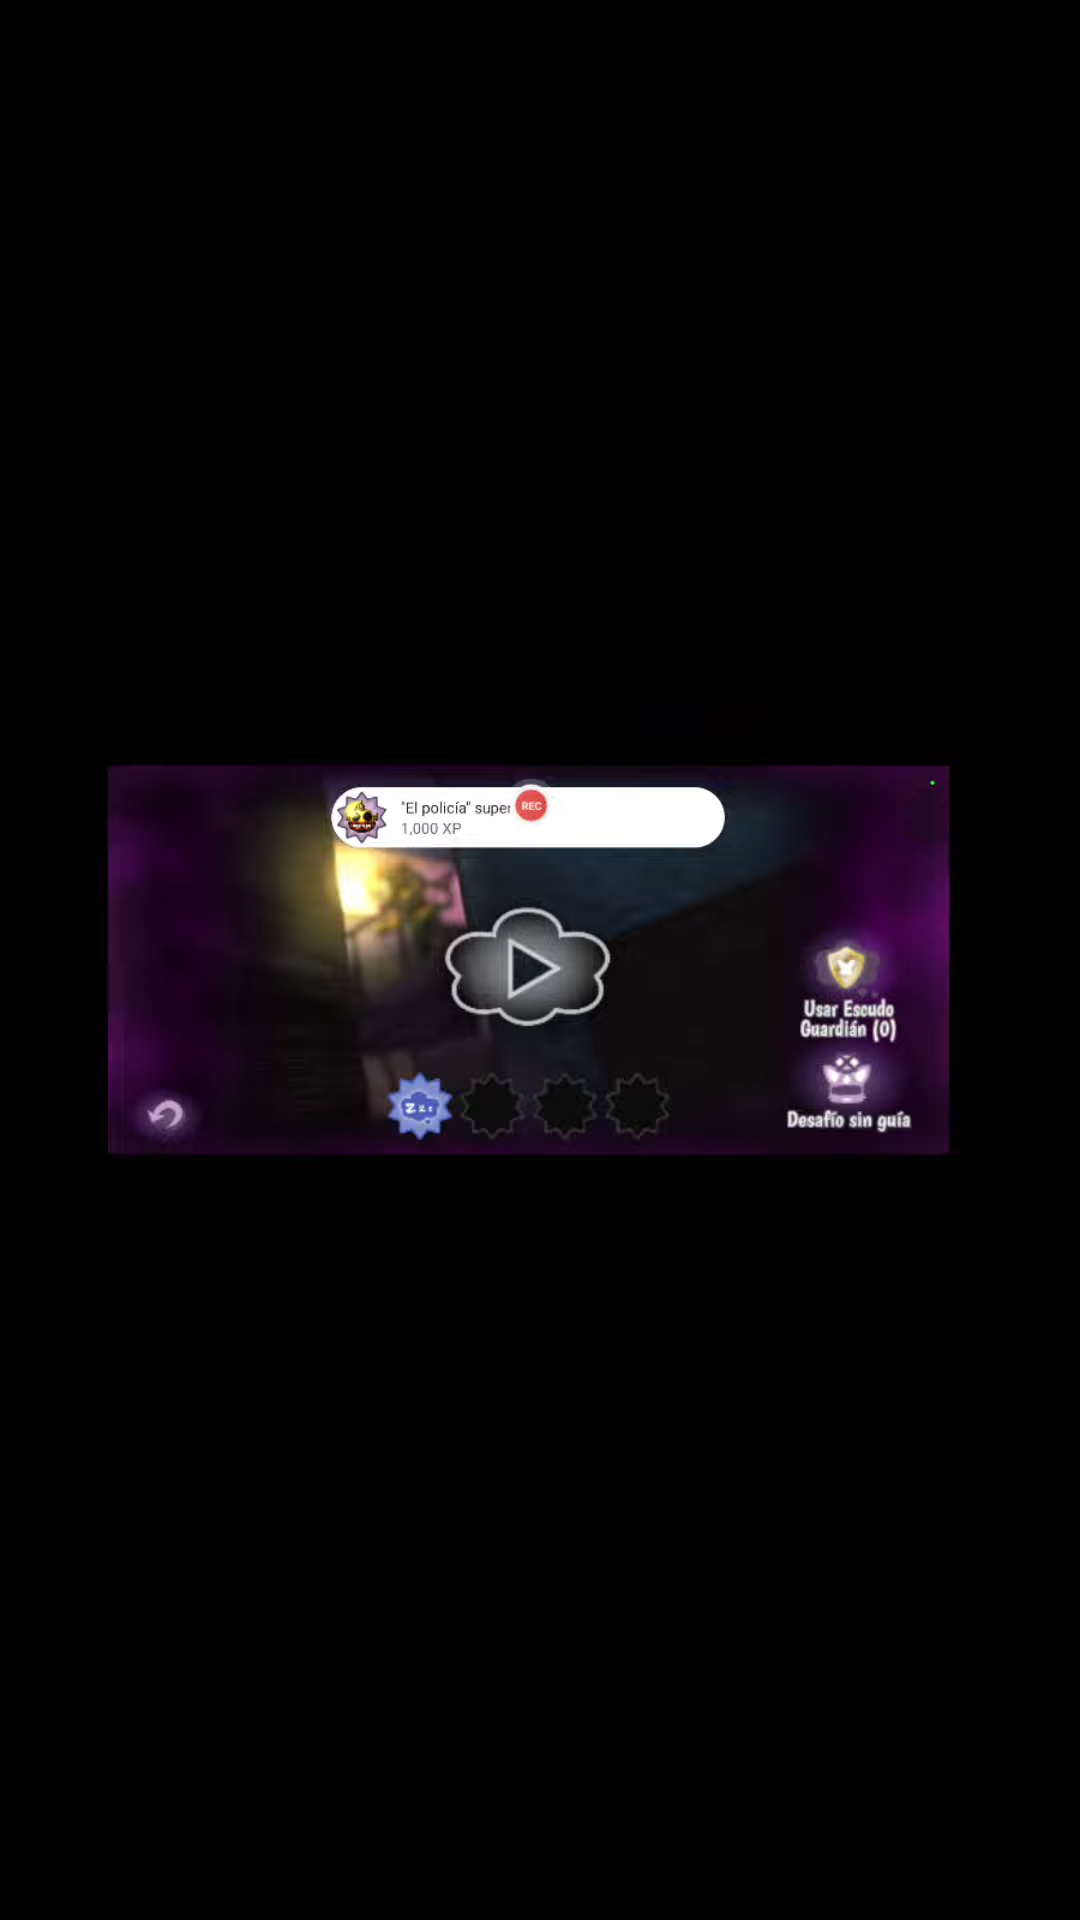 "El policía" super
REC
1,000 XP
Usar Escudo
Guardián (0)
Desafío sin guía